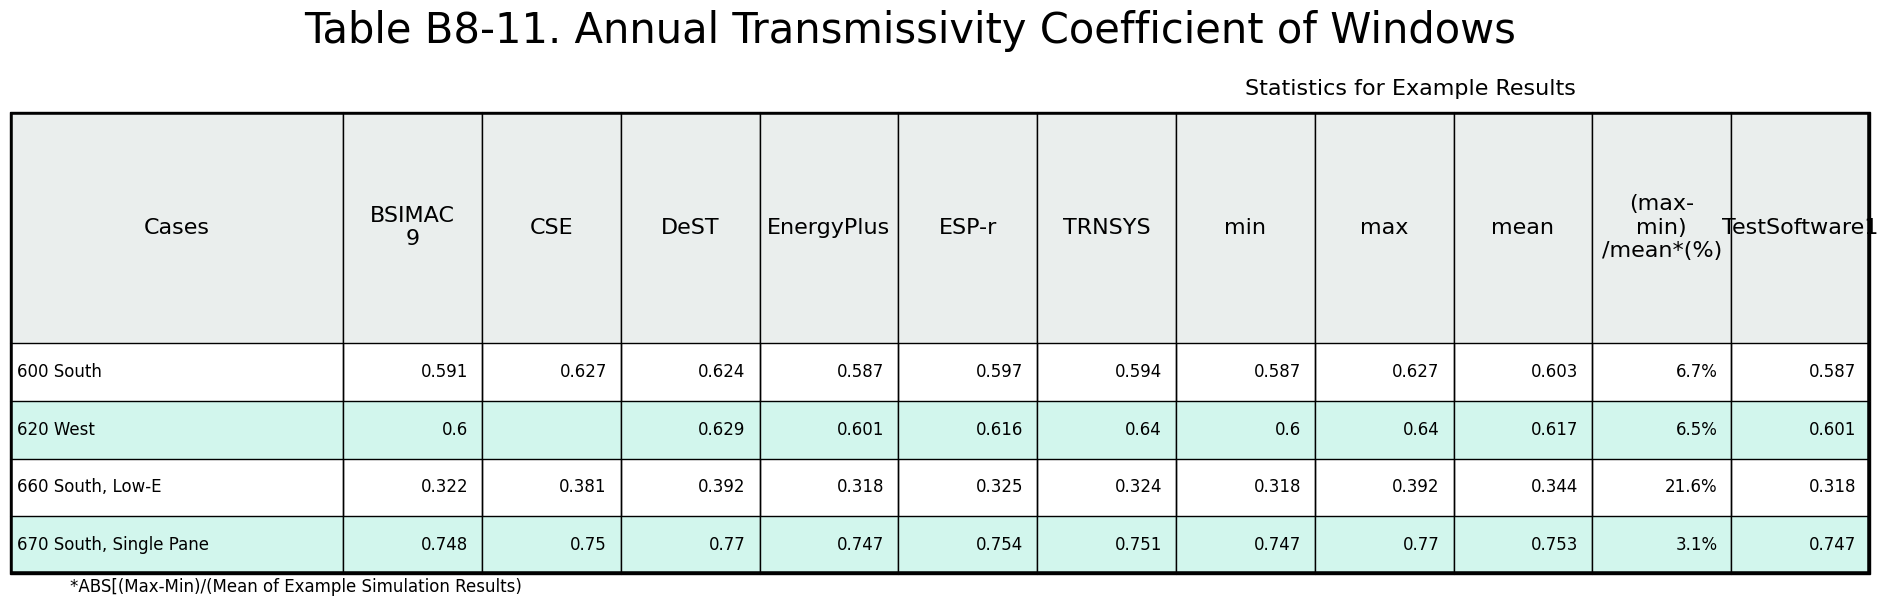 Table B8-11. Annual Transmissivity Coefficient of Windows
Statistics for Example Results
Cases BSIMAC 9 CSE DeST EnergyPlus ESP-r TRNSYS min max mean (max-min) /mean*(%) TestSoftware1
600 South 0.591 0.627 0.624 0.587 0.597 0.594 0.587 0.627 0.603 6.7% 0.587
620 West 0.6 0.629 0.601 0.616 0.64 0.6 0.64 0.617 6.5% 0.601
660 South, Low-E 0.322 0.381 0.392 0.318 0.325 0.324 0.318 0.392 0.344 21.6% 0.318
670 South, Single Pane 0.748 0.75 0.77 0.747 0.754 0.751 0.747 0.77 0.753 3.1% 0.747
*ABS[(Max-Min)/(Mean of Example Simulation Results)